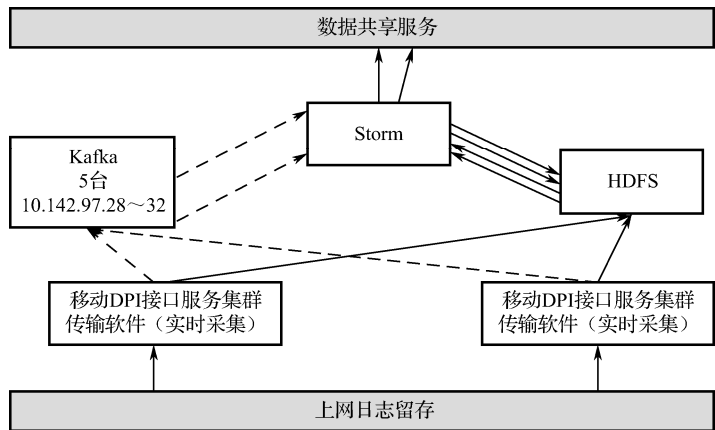 数据共享服务
Storm
Kafka
5台
10.142.97.28～32
HDFS
移动DPI接口服务集群
传输软件（实时采集）
移动DPI接口服务集群
传输软件（实时采集）
上网日志留存